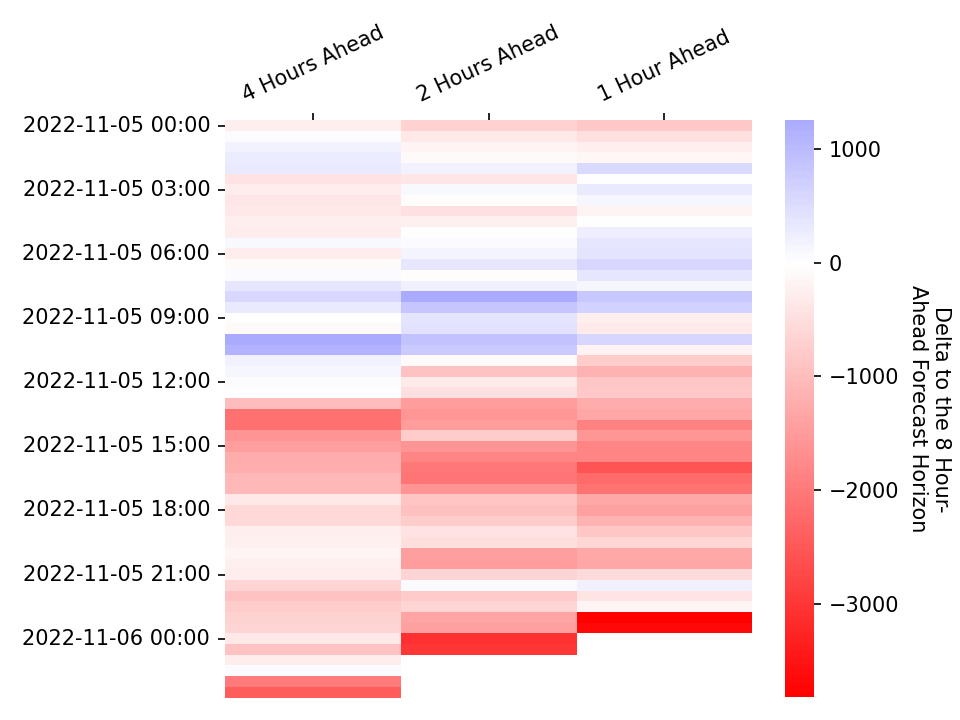 4 Hours Ahead
2 Hours Ahead
1 Hour Ahead
2022-11-05 00:00
2022-11-05 03:00
2022-11-05 06:00
2022-11-05 09:00
2022-11-05 12:00
2022-11-05 15:00
2022-11-05 18:00
2022-11-05 21:00
2022-11-06 00:00
1000
0
−1000
−2000
−3000
Delta to the 8 Hour-
Ahead Forecast Horizon